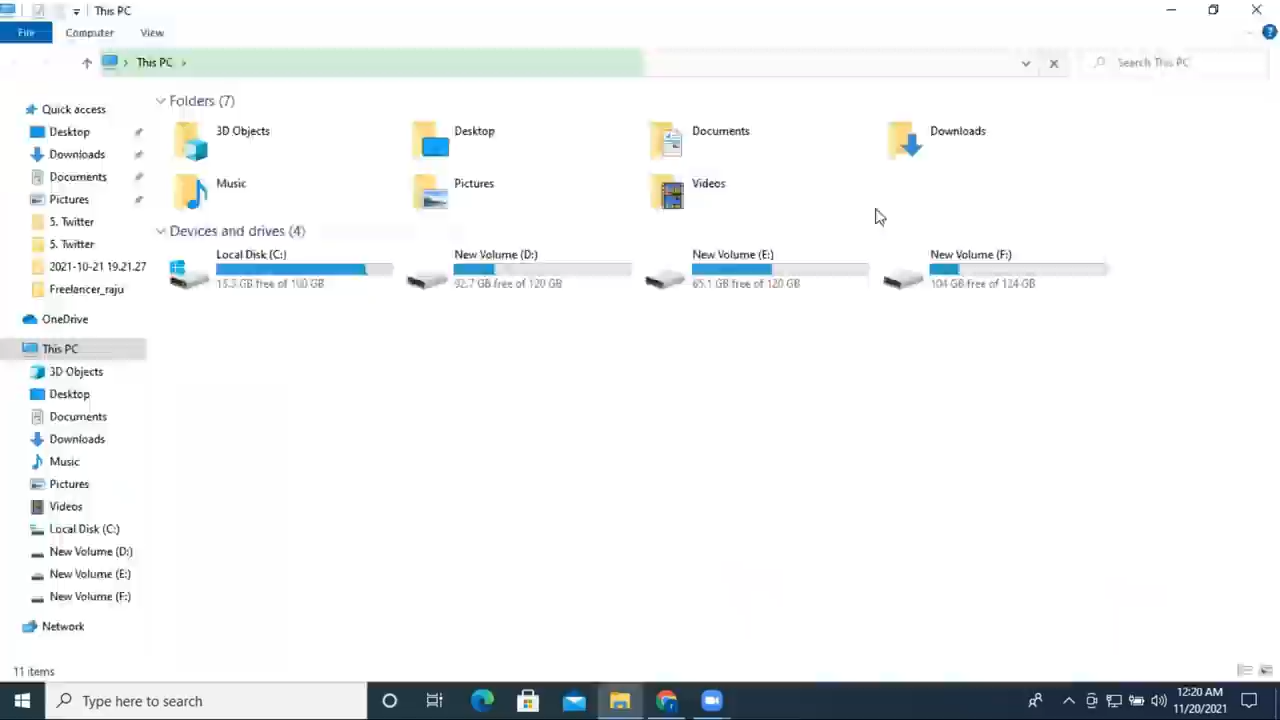 This PC
File Computer View
This PC
Search This PC
Quick access
Desktop
Downloads
Documents
Pictures
5. Twitter
5. Twitter
2021-10-21 19.21.27
Freelancer_raju
OneDrive
This PC
3D Objects
Desktop
Documents
Downloads
Music
Pictures
Videos
Local Disk (C:)
New Volume (D:)
New Volume (E:)
New Volume (F:)
Network
Folders (7)
3D Objects
Desktop
Documents
Downloads
Music
Pictures
Videos
Devices and drives (4)
Local Disk (C:)
GB free of 100 GB
New Volume (D:)
92.7 GB free of 120 GB
New Volume (E:)
65.1 GB free of 120 GB
New Volume (F:)
104 GB free of 124 GB
11 items
Type here to search
12:20 AM
11/20/2021